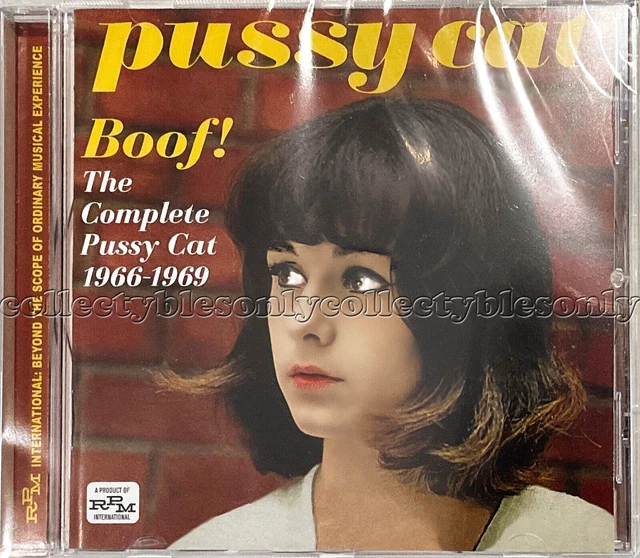 pussy cat
Boof!
The
Complete
Pussy Cat
1966-1969
collectyblesonlycollectyblesonly
A PRODUCT OF
RPM
INTERNATIONAL
RPM INTERNATIONAL: BEYOND THE SCOPE OF ORDINARY MUSICAL EXPERIENCE